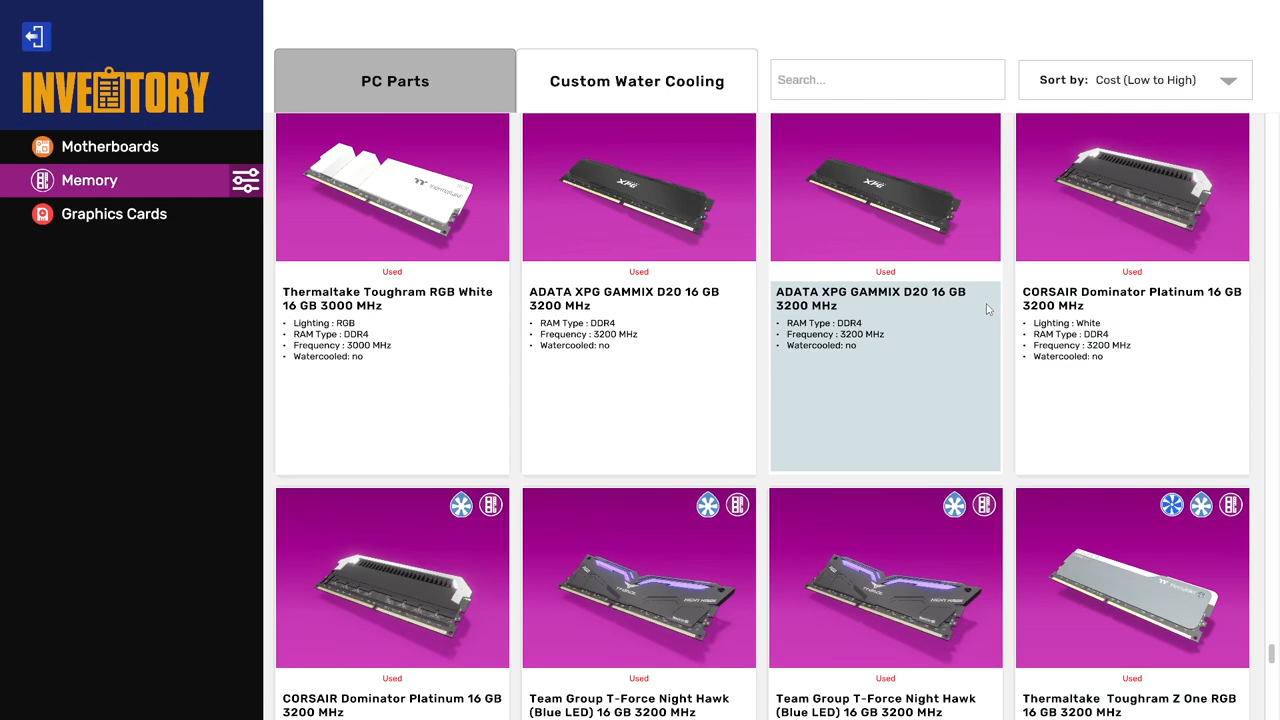 INVENTORY
Motherboards
Memory
Graphics Cards
PC Parts
Custom Water Cooling
Search...
Sort by: Cost (Low to High)
Used
Thermaltake Toughram RGB White
16 GB 3000 MHz
• Lighting : RGB
• RAM Type : DDR4
• Frequency : 3000 MHz
• Watercooled: no
XPG
Used
ADATA XPG GAMMIX D20 16 GB
3200 MHz
• RAM Type : DDR4
• Frequency : 3200 MHz
• Watercooled: no
XPG
Used
ADATA XPG GAMMIX D20 16 GB
3200 MHz
• RAM Type : DDR4
• Frequency : 3200 MHz
• Watercooled: no
Used
CORSAIR Dominator Platinum 16 GB
3200 MHz
• Lighting : White
• RAM Type : DDR4
• Frequency : 3200 MHz
• Watercooled: no
Used
CORSAIR Dominator Platinum 16 GB
3200 MHz
Used
Team Group T-Force Night Hawk
(Blue LED) 16 GB 3200 MHz
Used
Team Group T-Force Night Hawk
(Blue LED) 16 GB 3200 MHz
Used
Thermaltake  Toughram Z One RGB
16 GB 3200 MHz